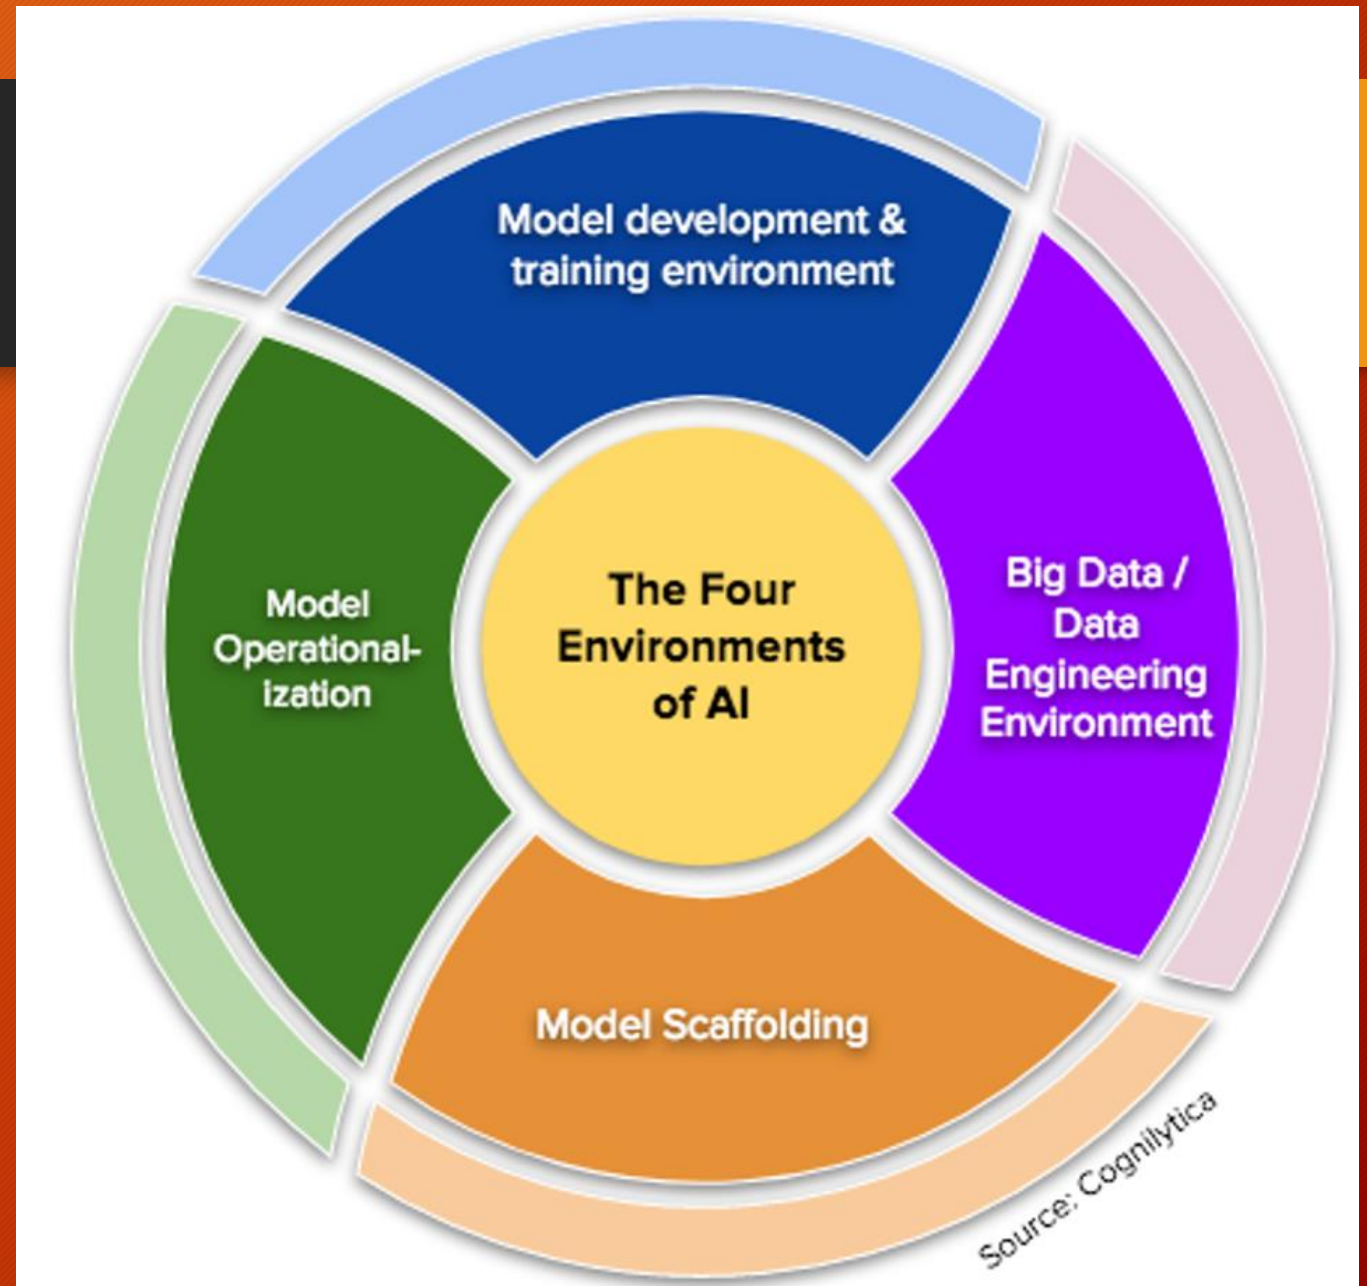 Model development &
training environment
Big Data /
Data
Engineering
Environment
The Four
Environments
of AI
Model
Operational-
ization
Model Scaffolding
Source: Cognilytica